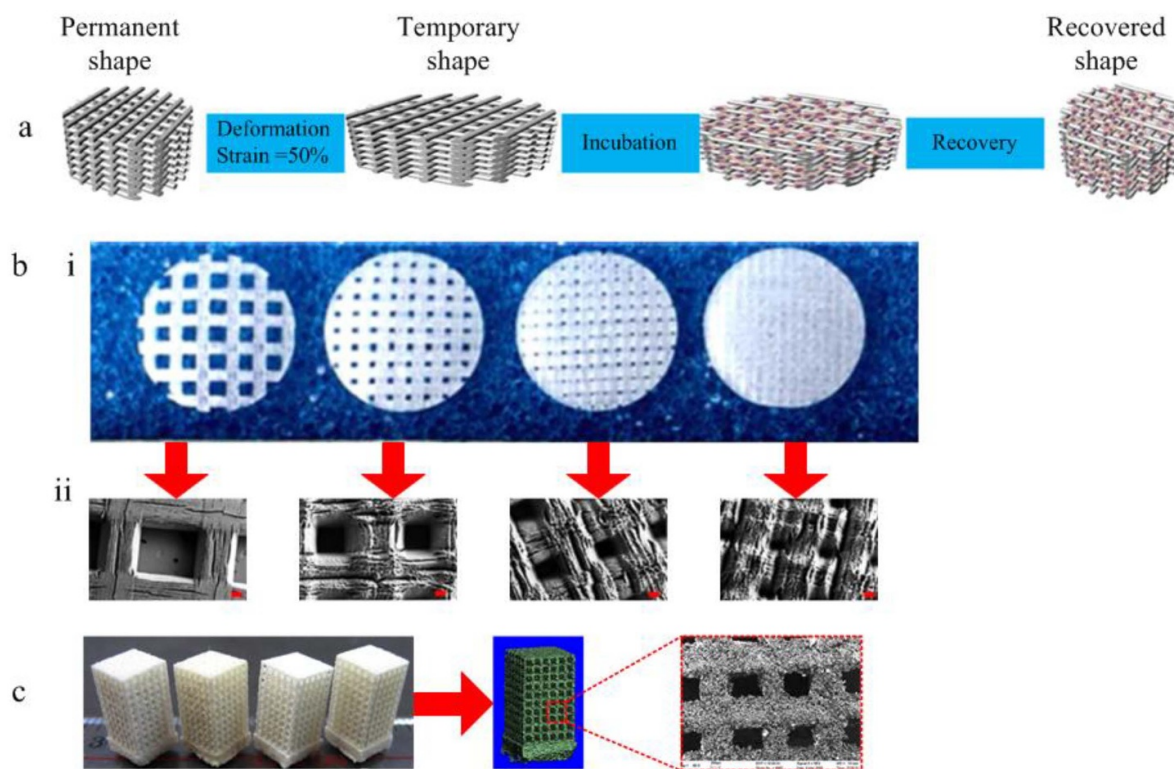 Permanent
shape
Temporary
shape
Recovered
shape
a
Deformation
Strain =50%
Incubation
Recovery
b
i
ii
c